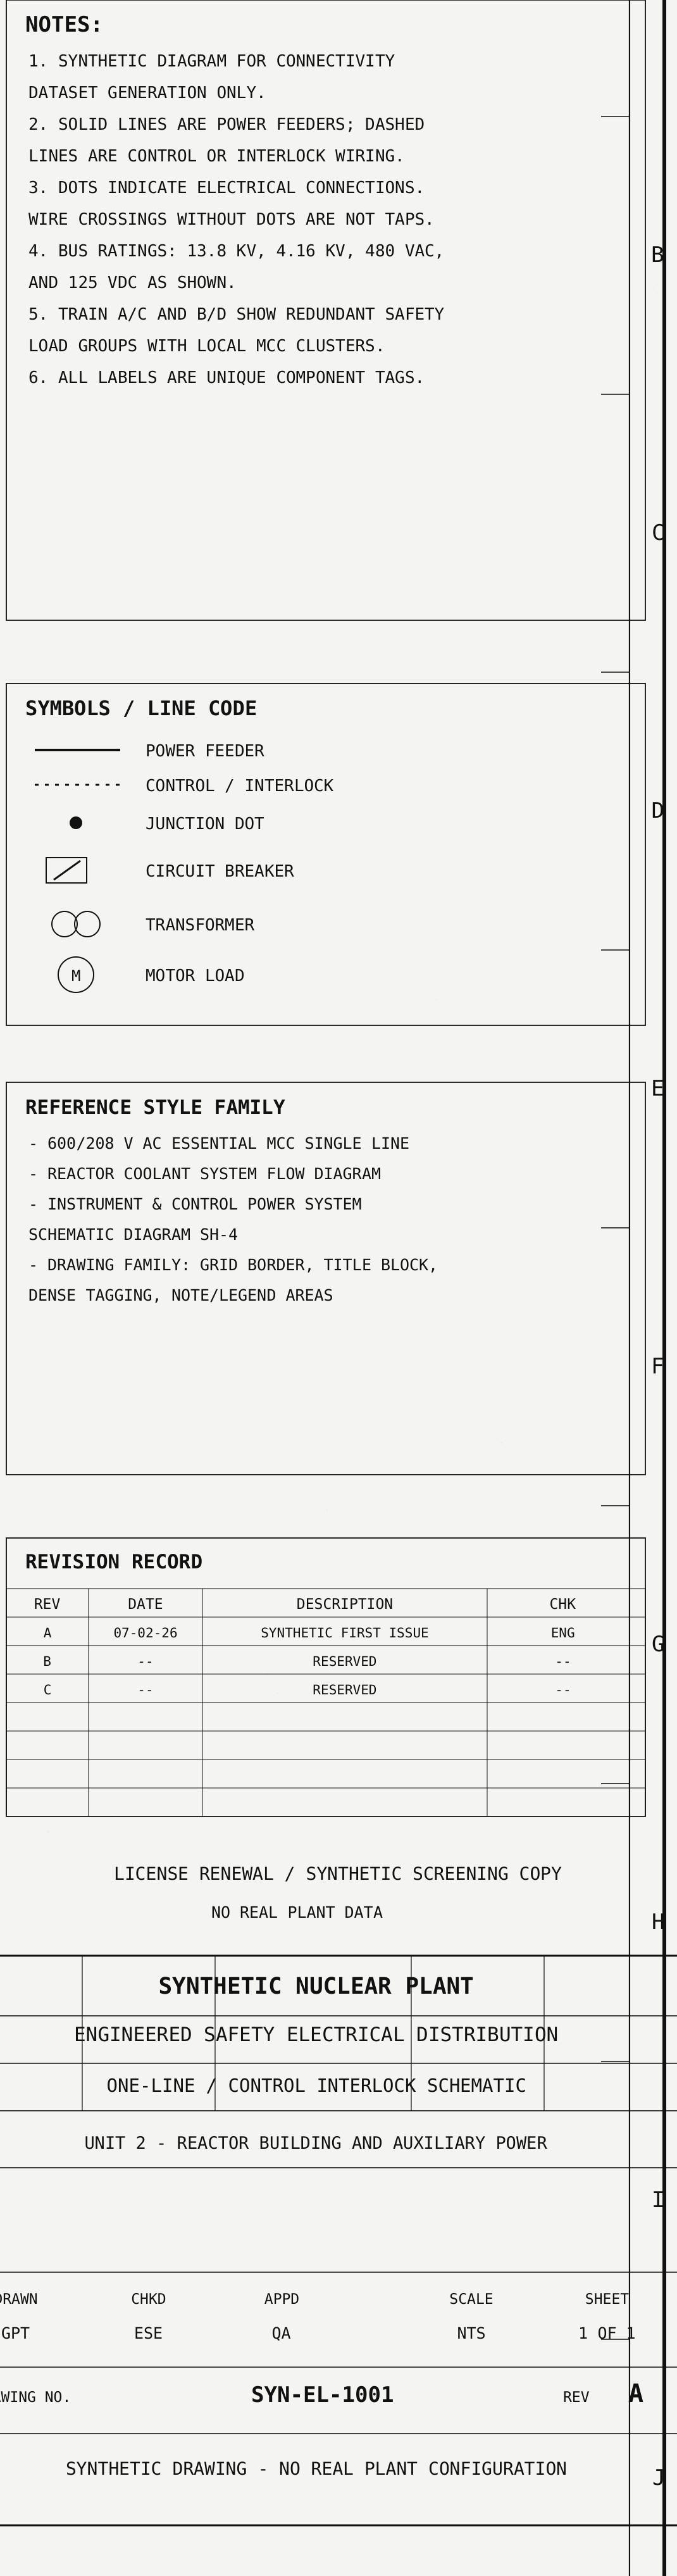 NOTES:
1. SYNTHETIC DIAGRAM FOR CONNECTIVITY
DATASET GENERATION ONLY.
2. SOLID LINES ARE POWER FEEDERS; DASHED
LINES ARE CONTROL OR INTERLOCK WIRING.
3. DOTS INDICATE ELECTRICAL CONNECTIONS.
WIRE CROSSINGS WITHOUT DOTS ARE NOT TAPS.
4. BUS RATINGS: 13.8 KV, 4.16 KV, 480 VAC,
AND 125 VDC AS SHOWN.
5. TRAIN A/C AND B/D SHOW REDUNDANT SAFETY
LOAD GROUPS WITH LOCAL MCC CLUSTERS.
6. ALL LABELS ARE UNIQUE COMPONENT TAGS.
B
C
SYMBOLS / LINE CODE
POWER FEEDER
CONTROL / INTERLOCK
JUNCTION DOT
CIRCUIT BREAKER
TRANSFORMER
M MOTOR LOAD
D
E
REFERENCE STYLE FAMILY
- 600/208 V AC ESSENTIAL MCC SINGLE LINE
- REACTOR COOLANT SYSTEM FLOW DIAGRAM
- INSTRUMENT & CONTROL POWER SYSTEM
SCHEMATIC DIAGRAM SH-4
- DRAWING FAMILY: GRID BORDER, TITLE BLOCK,
DENSE TAGGING, NOTE/LEGEND AREAS
F
REVISION RECORD
REV DATE DESCRIPTION CHK
A 07-02-26 SYNTHETIC FIRST ISSUE ENG
B -- RESERVED --
C -- RESERVED --
G
LICENSE RENEWAL / SYNTHETIC SCREENING COPY
NO REAL PLANT DATA
H
SYNTHETIC NUCLEAR PLANT
ENGINEERED SAFETY ELECTRICAL DISTRIBUTION
ONE-LINE / CONTROL INTERLOCK SCHEMATIC
UNIT 2 - REACTOR BUILDING AND AUXILIARY POWER
I
RAWN CHKD APPD SCALE SHEET
GPT ESE QA NTS 1 OF 1
WING NO. SYN-EL-1001 REV A
SYNTHETIC DRAWING - NO REAL PLANT CONFIGURATION
J